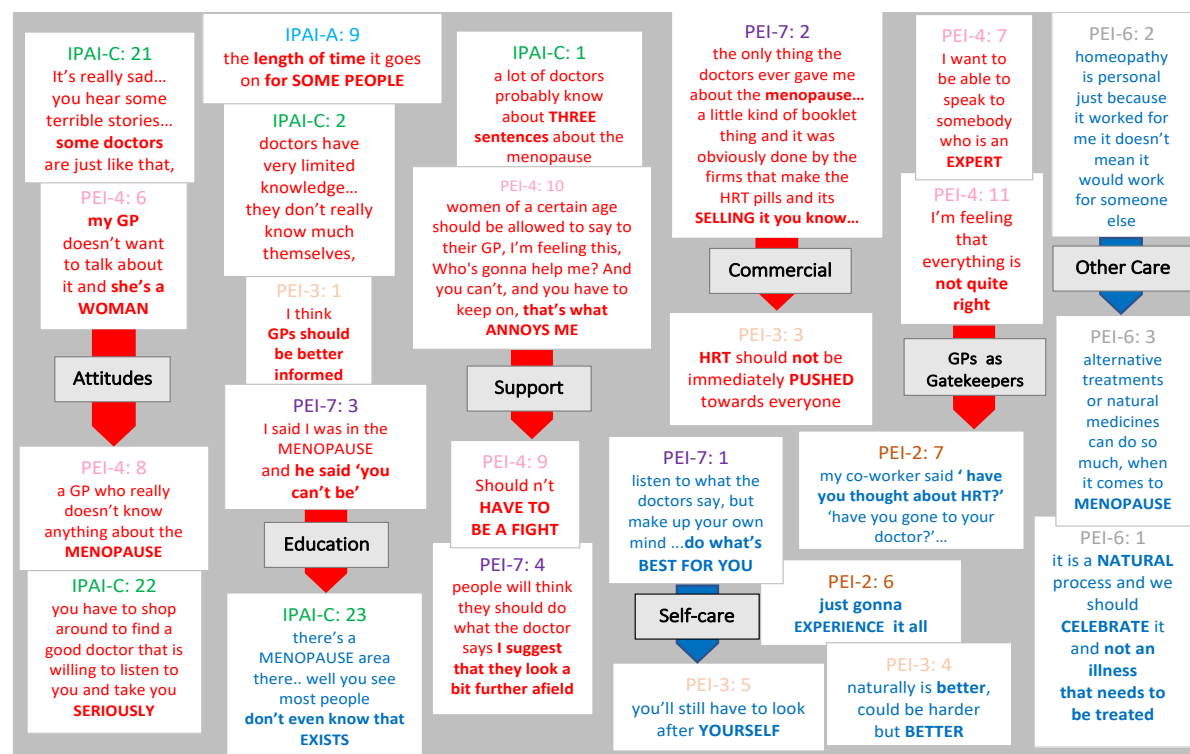 IPAI-C: 21
It's really sad…
you hear some
terrible stories…
some doctors
are just like that,
PEI-4: 6
my GP
doesn't want
to talk about
it and she's a
WOMAN
Attitudes
PEI-4: 8
a GP who really
doesn't know
anything about the
MENOPAUSE
IPAI-C: 22
you have to shop
around to find a
good doctor that is
willing to listen to
you and take you
SERIOUSLY
IPAI-A: 9
the length of time it goes
on for SOME PEOPLE
IPAI-C: 2
doctors have
very limited
knowledge…
they don't really
know much
themselves,
PEI-3: 1
I think
GPs should
be better
informed
PEI-7: 3
I said I was in the
MENOPAUSE
and he said 'you
can't be'
Education
IPAI-C: 23
there's a
MENOPAUSE area
there.. well you see
most people
don't even know that
EXISTS
IPAI-C: 1
a lot of doctors
probably know
about THREE
sentences about the
menopause
PEI-4: 10
women of a certain age
should be allowed to say to
their GP, I'm feeling this,
Who's gonna help me? And
you can't, and you have to
keep on, that's what
ANNOYS ME
Support
PEI-4: 9
Should n't
HAVE TO
BE A FIGHT
PEI-7: 4
people will think
they should do
what the doctor
says I suggest
that they look a
bit further afield
PEI-7: 2
the only thing the
doctors ever gave me
about the menopause…
a little kind of booklet
thing and it was
obviously done by the
firms that make the
HRT pills and its
SELLING it you know…
Commercial
PEI-3: 3
HRT should not be
immediately PUSHED
towards everyone
PEI-7: 1
listen to what the
doctors say, but
make up your own
mind …do what's
BEST FOR YOU
Self-care
PEI-3: 5
you'll still have to look
after YOURSELF
PEI-4: 7
I want to
be able to
speak to
somebody
who is an
EXPERT
PEI-4: 11
I'm feeling
that
everything is
not quite
right
GPs as
Gatekeepers
PEI-2: 7
my co-worker said ' have
you thought about HRT?'
'have you gone to your
doctor?'…
PEI-2: 6
just gonna
EXPERIENCE it all
PEI-3: 4
naturally is better,
could be harder
but BETTER
PEI-6: 2
homeopathy
is personal
just because
it worked for
me it doesn't
mean it
would work
for someone
else
Other Care
PEI-6: 3
alternative
treatments
or natural
medicines
can do so
much, when
it comes to
MENOPAUSE
PEI-6: 1
it is a NATURAL
process and we
should
CELEBRATE it
and not an
illness
that needs to
be treated